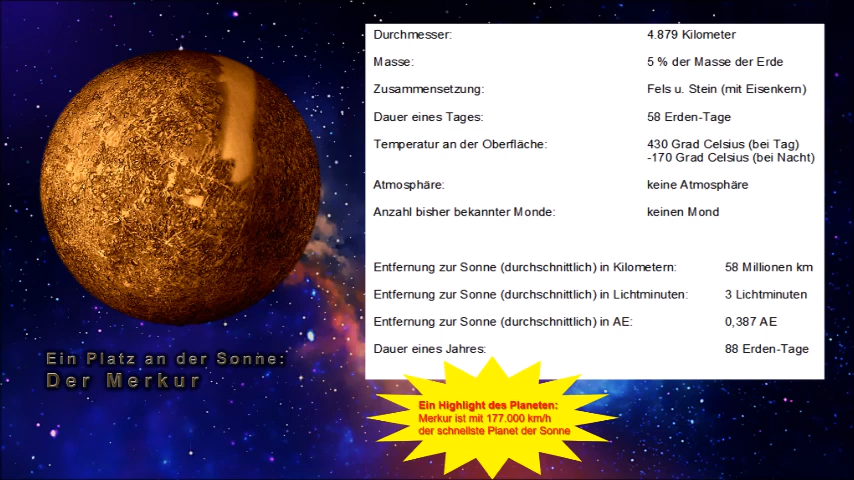 Durchmesser: 4.879 Kilometer
Masse: 5 % der Masse der Erde
Zusammensetzung: Fels u. Stein (mit Eisenkern)
Dauer eines Tages: 58 Erden-Tage
Temperatur an der Oberfläche: 430 Grad Celsius (bei Tag)
-170 Grad Celsius (bei Nacht)
Atmosphäre: keine Atmosphäre
Anzahl bisher bekannter Monde: keinen Mond
Entfernung zur Sonne (durchschnittlich) in Kilometern: 58 Millionen km
Entfernung zur Sonne (durchschnittlich) in Lichtminuten: 3 Lichtminuten
Entfernung zur Sonne (durchschnittlich) in AE: 0,387 AE
Dauer eines Jahres: 88 Erden-Tage
Ein Platz an der Sonne:
Der Merkur
Ein Highlight des Planeten:
Merkur ist mit 177.000 km/h
der schnellste Planet der Sonne